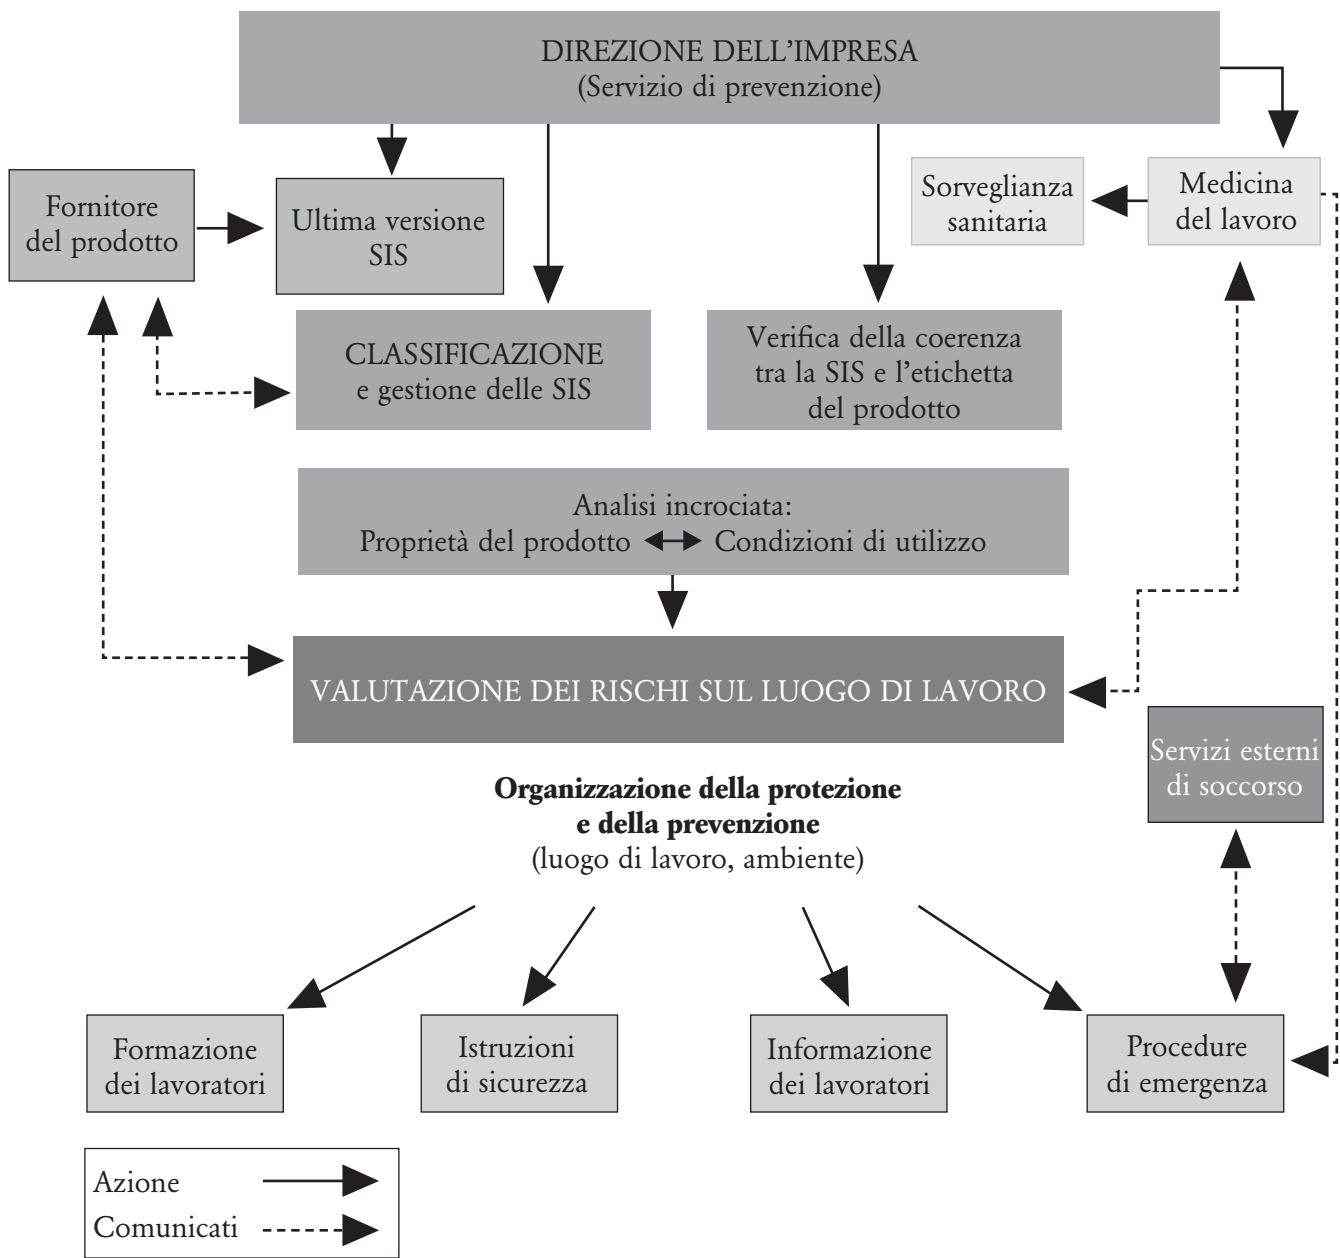 DIREZIONE DELL’IMPRESA
(Servizio di prevenzione)
Fornitore
del prodotto
Ultima versione
SIS
Sorveglianza
sanitaria
Medicina
del lavoro
CLASSIFICAZIONE
e gestione delle SIS
Verifica della coerenza
tra la SIS e l’etichetta
del prodotto
Analisi incrociata:
Proprietà del prodotto Condizioni di utilizzo
VALUTAZIONE DEI RISCHI SUL LUOGO DI LAVORO
Servizi esterni
di soccorso
Organizzazione della protezione
e della prevenzione
(luogo di lavoro, ambiente)
Formazione
dei lavoratori
Istruzioni
di sicurezza
Informazione
dei lavoratori
Procedure
di emergenza
Azione
Comunicati